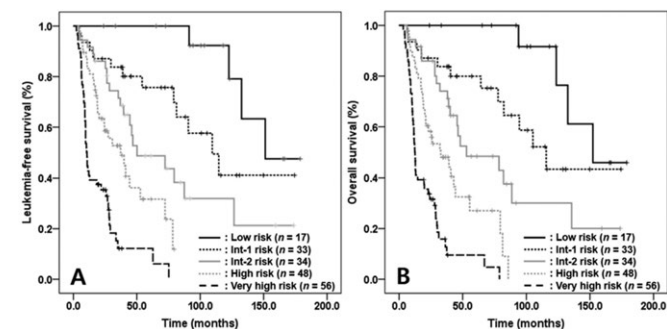 A
Leukemia-free survival (%)
1.0
0.8
0.6
0.4
0.2
0.0
0.0 50.0 100.0 150.0 200.0
Time (months)
: Low risk (n = 17)
: Int-1 risk (n = 33)
: Int-2 risk (n = 34)
: High risk (n = 48)
: Very high risk (n = 56)
B
Overall survival (%)
1.0
0.8
0.6
0.4
0.2
0.0
0.0 50.0 100.0 150.0 200.0
Time (months)
: Low risk (n = 17)
: Int-1 risk (n = 33)
: Int-2 risk (n = 34)
: High risk (n = 48)
: Very high risk (n = 56)